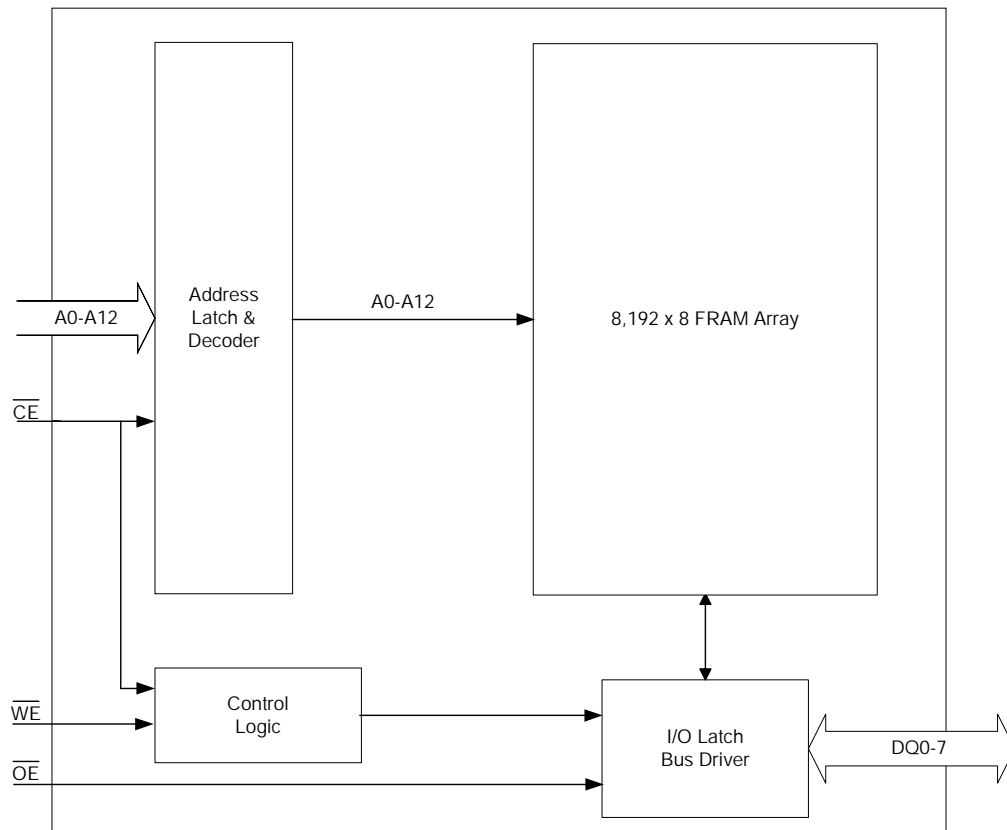 Address
Latch &
Decoder
A0-A12
A0-A12
8,192 x 8 FRAM Array
CE
Control
Logic
WE
I/O Latch
Bus Driver
DQ0-7
OE